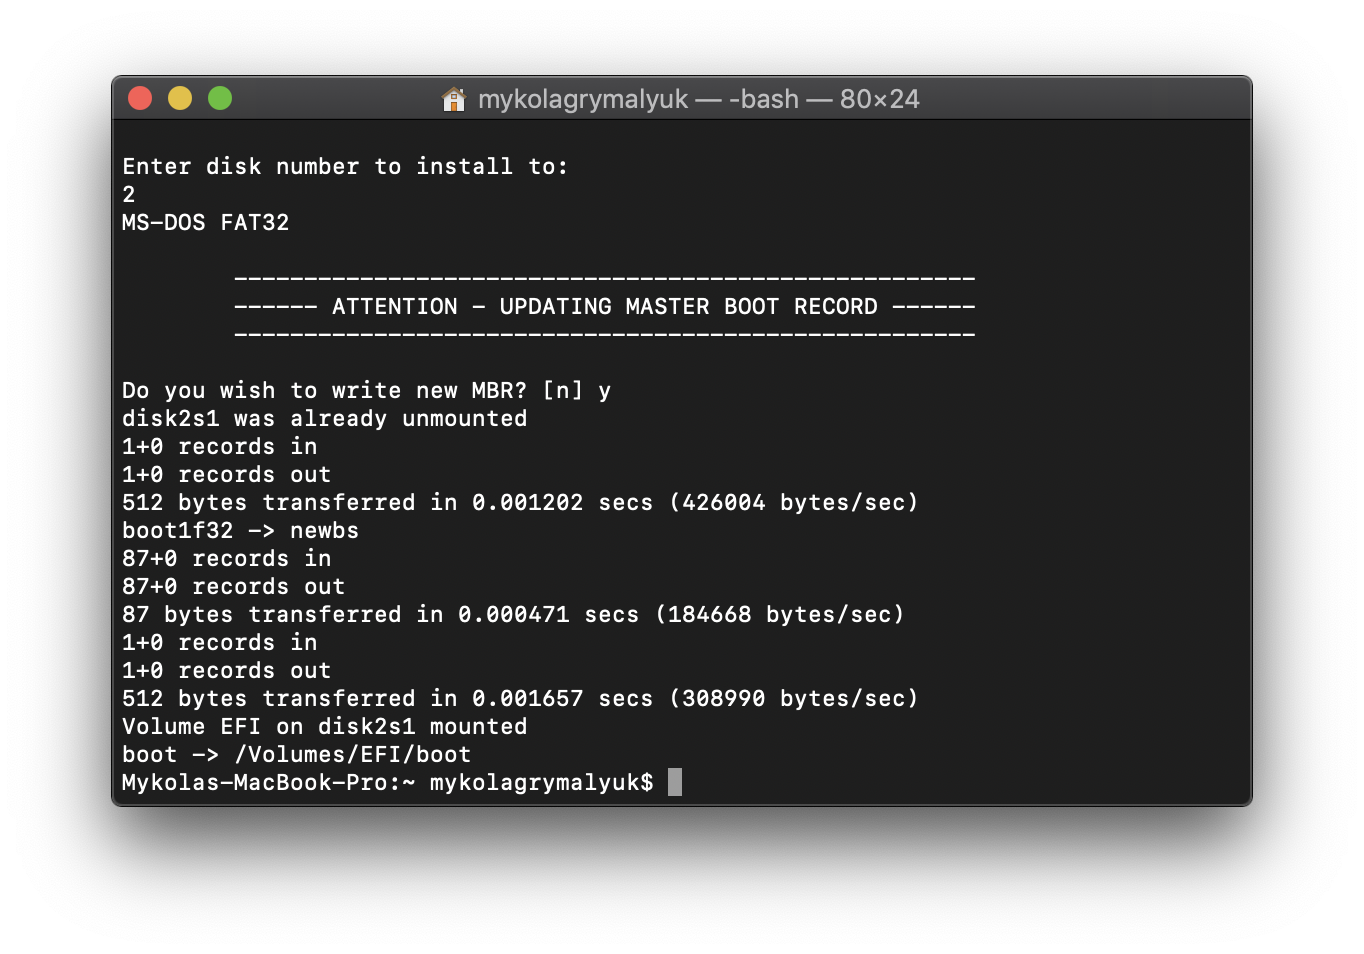 mykolagrymalyuk — -bash — 80×24
Enter disk number to install to:
2
MS-DOS FAT32
-----------------------------------------------------
------ ATTENTION - UPDATING MASTER BOOT RECORD ------
-----------------------------------------------------
Do you wish to write new MBR? [n] y
disk2s1 was already unmounted
1+0 records in
1+0 records out
512 bytes transferred in 0.001202 secs (426004 bytes/sec)
boot1f32 -> newbs
87+0 records in
87+0 records out
87 bytes transferred in 0.000471 secs (184668 bytes/sec)
1+0 records in
1+0 records out
512 bytes transferred in 0.001657 secs (308990 bytes/sec)
Volume EFI on disk2s1 mounted
boot -> /Volumes/EFI/boot
Mykolas-MacBook-Pro:~ mykolagrymalyuk$